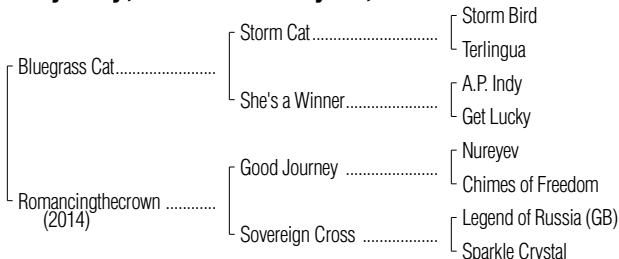 Storm Bird
Storm Cat
Terlingua
Bluegrass Cat
A.P. Indy
She's a Winner
Get Lucky
Nureyev
Good Journey
Chimes of Freedom
Romancingthecrown
(2014)
Legend of Russia (GB)
Sovereign Cross
Sparkle Crystal